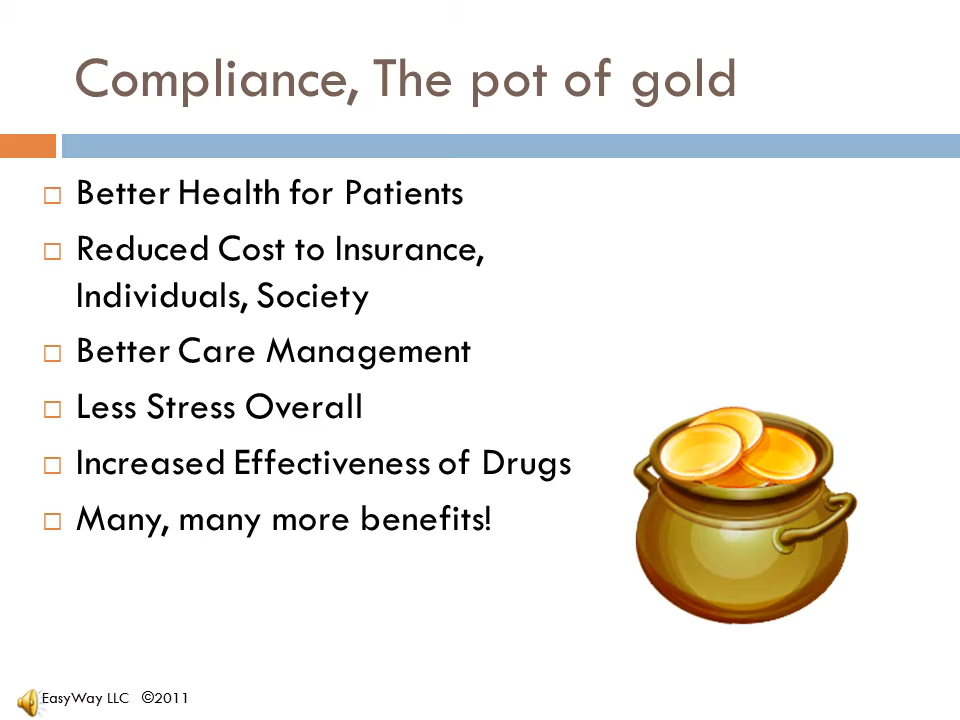 Compliance, The pot of gold
Better Health for Patients
Reduced Cost to Insurance,
Individuals, Society
Better Care Management
Less Stress Overall
Increased Effectiveness of Drugs
Many, many more benefits!
EasyWay LLC ©2011